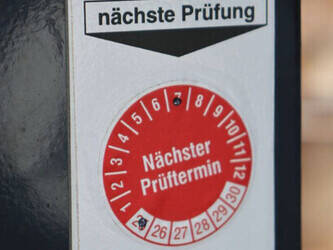 nächste Prüfung
1 2 3 4 5 6 7 8 9 10 11 12
Nächster
Prüftermin
26 27 28 29 30